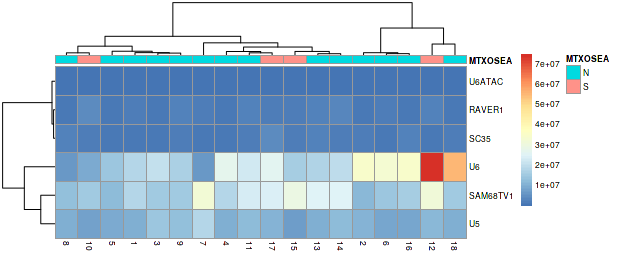 MTXOSEA
U6ATAC
RAVER1
SC35
U6
SAM68TV1
U5
8 10 5 1 3 9 7 4 11 17 15 13 14 2 6 16 12 18
7e+07
6e+07
5e+07
4e+07
3e+07
2e+07
1e+07
MTXOSEA
N
S